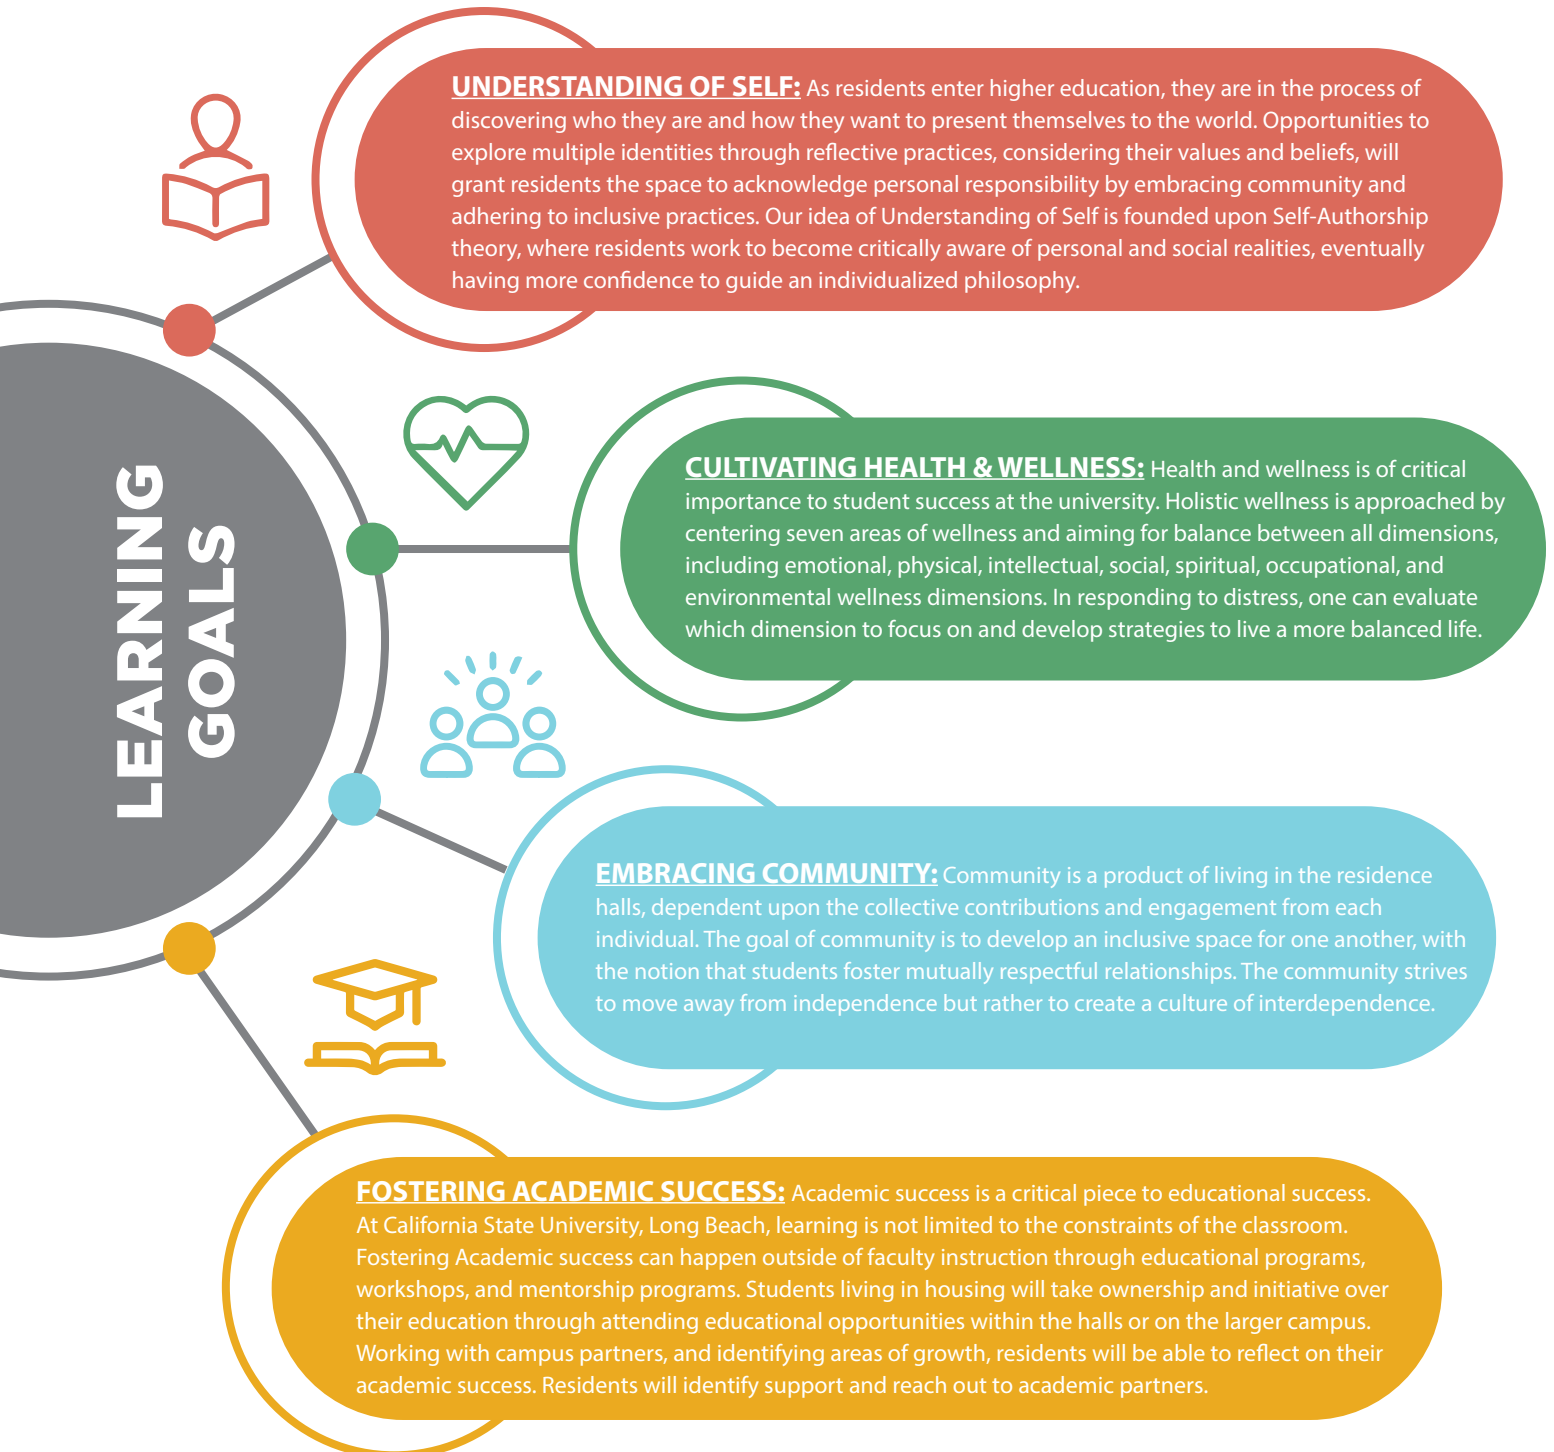 LEARNING
GOALS
UNDERSTANDING OF SELF: As residents enter higher education, they are in the process of
discovering who they are and how they want to present themselves to the world. Opportunities to
explore multiple identities through reflective practices, considering their values and beliefs, will
grant residents the space to acknowledge personal responsibility by embracing community and
adhering to inclusive practices. Our idea of Understanding of Self is founded upon Self-Authorship
theory, where residents work to become critically aware of personal and social realities, eventually
having more confidence to guide an individualized philosophy.
CULTIVATING HEALTH & WELLNESS: Health and wellness is of critical
importance to student success at the university. Holistic wellness is approached by
centering seven areas of wellness and aiming for balance between all dimensions,
including emotional, physical, intellectual, social, spiritual, occupational, and
environmental wellness dimensions. In responding to distress, one can evaluate
which dimension to focus on and develop strategies to live a more balanced life.
EMBRACING COMMUNITY: Community is a product of living in the residence
halls, dependent upon the collective contributions and engagement from each
individual. The goal of community is to develop an inclusive space for one another, with
the notion that students foster mutually respectful relationships. The community strives
to move away from independence but rather to create a culture of interdependence.
FOSTERING ACADEMIC SUCCESS: Academic success is a critical piece to educational success.
At California State University, Long Beach, learning is not limited to the constraints of the classroom.
Fostering Academic success can happen outside of faculty instruction through educational programs,
workshops, and mentorship programs. Students living in housing will take ownership and initiative over
their education through attending educational opportunities within the halls or on the larger campus.
Working with campus partners, and identifying areas of growth, residents will be able to reflect on their
academic success. Residents will identify support and reach out to academic partners.